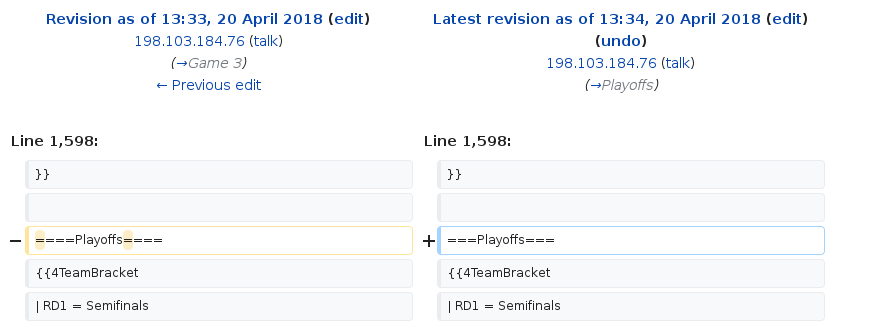 Revision as of 13:33, 20 April 2018 (edit)
198.103.184.76 (talk)
(→Game 3)
← Previous edit
Latest revision as of 13:34, 20 April 2018 (edit)
(undo)
198.103.184.76 (talk)
(→Playoffs)
Line 1,598:
Line 1,598:
}}
}}
− ====Playoffs====
+ ===Playoffs===
{{4TeamBracket
{{4TeamBracket
| RD1 = Semifinals
| RD1 = Semifinals